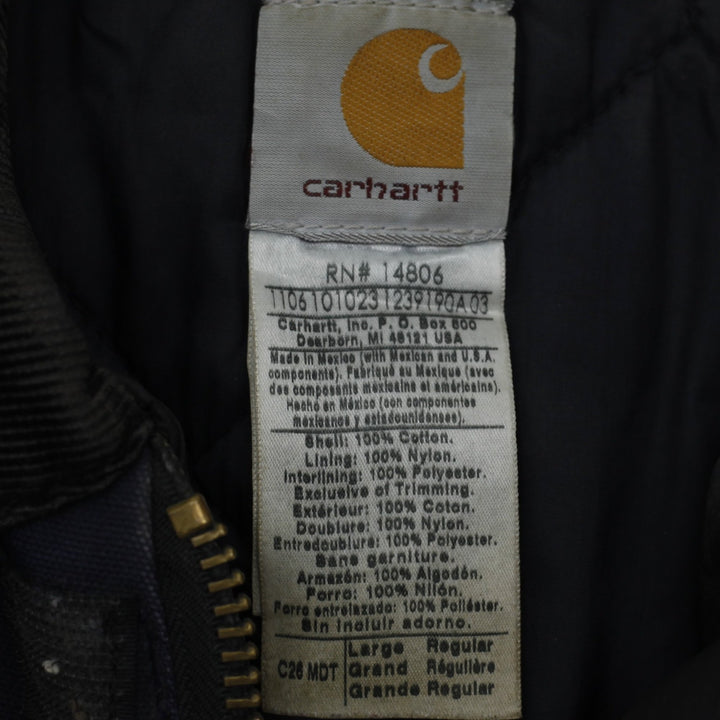 carhartt
RN# 14806
11061010231239190A 03
Carhartt, Inc. P. O. Box 600
Dearborn, MI 48121 USA
Made in Mexico (with Mexican and U.S.A.
components). Fabriqué au Mexique (avec
des composants mexicains et américains).
Hecho en México (con componentes
mexicanos y estadounidenses).
Shell: 100% Cotton.
Lining: 100% Nylon.
Interlining: 100% Polyester.
Exclusive of Trimming.
Extérieur: 100% Coton.
Doublure: 100% Nylon.
Entredoublure: 100% Polyester.
Sans garniture.
Armazón: 100% Algodón.
Forro: 100% Nilón.
Forro entrelazado: 100% Poliéster.
Sin incluir adorno.
C26 MDT
Large Regular
Grand Régulière
Grande Regular